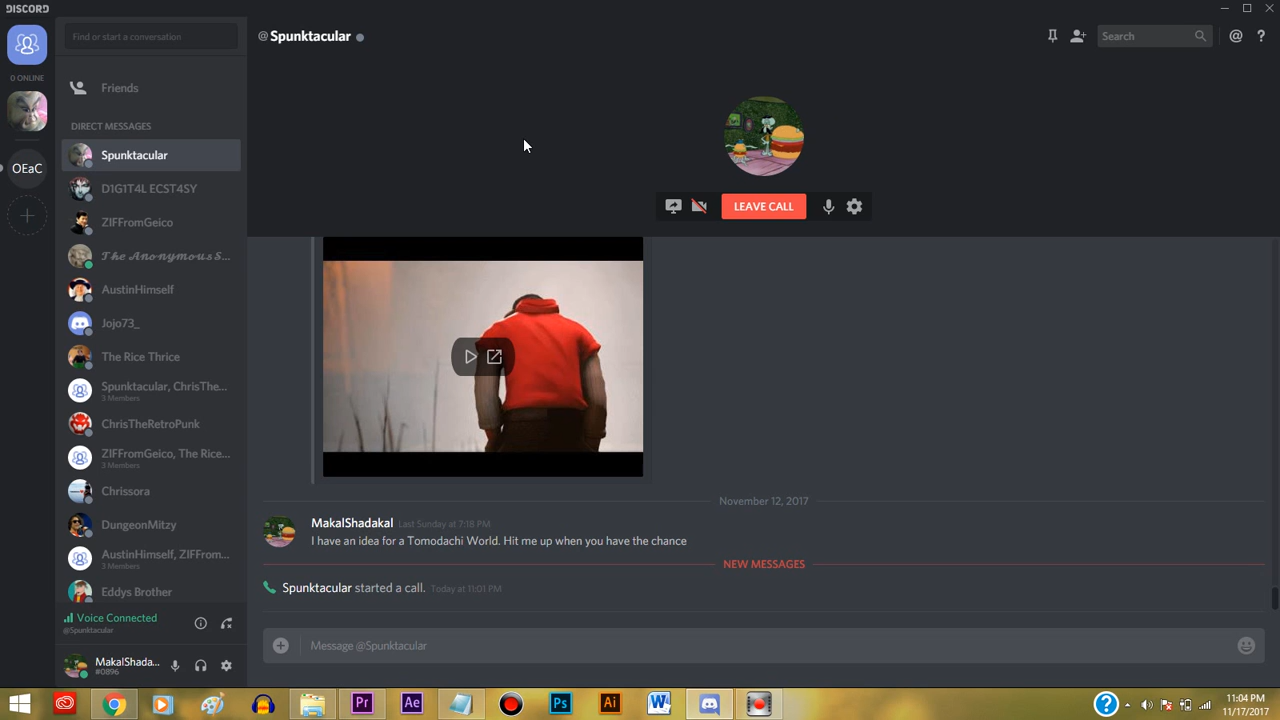 DISCORD
Find or start a conversation
@Spunktacular
Search
0 ONLINE
Friends
DIRECT MESSAGES
Spunktacular
OEaC
D1G1T4L ECST4SY
ZIFFromGeico
LEAVE CALL
𝓣𝓱𝓮 𝓐𝓷𝓸𝓷𝔂𝓶𝓸𝓾𝓼 𝓢...
AustinHimself
Jojo73_
The Rice Thrice
Spunktacular, ChrisThe...
3 Members
ChrisTheRetroPunk
ZIFFromGeico, The Rice...
3 Members
Chrissora
DungeonMitzy
AustinHimself, ZIFFrom...
3 Members
Eddys Brother
November 12, 2017
MakalShadakal Last Sunday at 7:18 PM
I have an idea for a Tomodachi World. Hit me up when you have the chance
NEW MESSAGES
Spunktacular started a call. Today at 11:01 PM
Voice Connected
@Spunktacular
Message @Spunktacular
MakalShada...
#0896
Pr
Ae
Ps
Ai
W
11:04 PM
11/17/2017